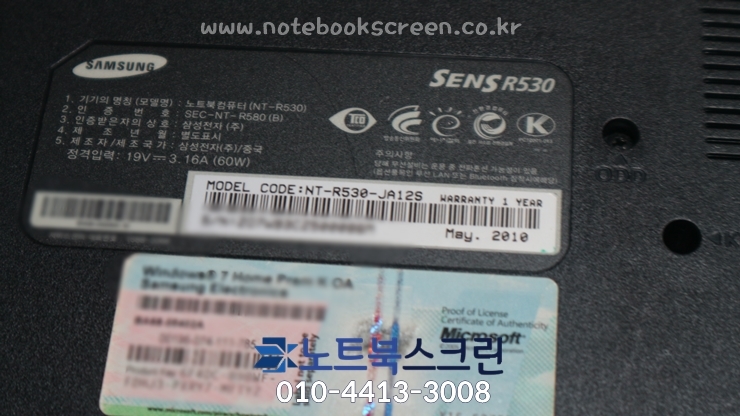 www.notebookscreen.co.kr
SAMSUNG
SENS R530
1. 기기의 명칭 (모델명) : 노트북컴퓨터 (NT-R530)
2. 인 증 번 호 : SEC-NT-R580 (B)
3. 인증받은자의 상호 : 삼성전자 (주)
4. 제 조 년 월 : 별도표시
5. 제조자/제조국가 : 삼성전자(주)/중국
정격입력: 19V 3.16A (60W)
주의사항
MODEL CODE:NT-R530-JA12S WARRANTY 1 YEAR
May. 2010
ODD
K
Windows® 7 Home Prem OA
Samsung Electronics
Proof of License
Certificate of Authenticity
Microsoft
노트북스크린
010-4413-3008